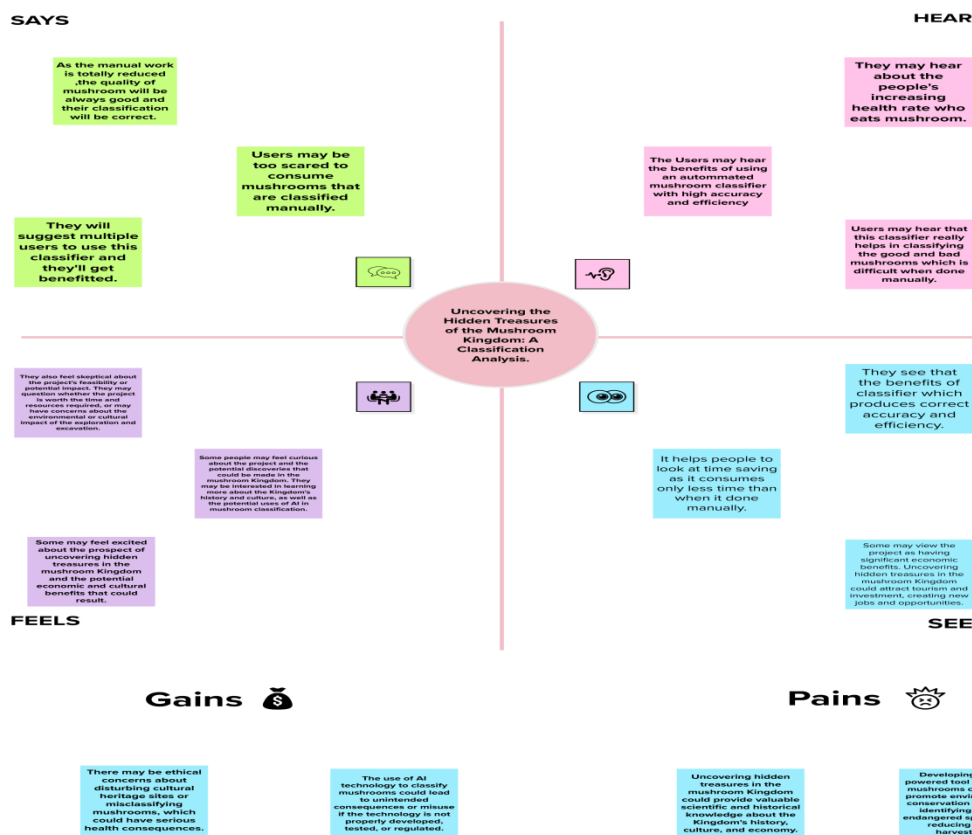 SAYS
HEAR
As the manual work
is totally reduced
,the quality of
mushroom will be
always good and
their classification
will be correct.
Users may be
too scared to
consume
mushrooms that
are classified
manually.
They will
suggest multiple
users to use this
classifier and
they'll get
benefitted.
They may hear
about the
people's
increasing
health rate who
eats mushroom.
The Users may hear
the benefits of using
an automated
mushroom classifier
with high accuracy
and efficiency
Users may hear that
this classifier really
helps in classifying
the good and bad
mushrooms which is
difficult when done
manually.
Uncovering the
Hidden Treasures
of the Mushroom
Kingdom: A
Classification
Analysis.
They also feel skeptical about
the project's feasibility or
potential impact. They may
question whether the project
is worth the time and
resources required, or may
have concerns about the
environmental or cultural
impact of the exploration and
excavation.
Some people may feel curious
about the project and the
potential discoveries that
could be made in the
mushroom Kingdom. They
may be interested in learning
more about the Kingdom's
history and culture, as well as
the potential uses of AI in
mushroom classification.
Some may feel excited
about the prospect of
uncovering hidden
treasures in the
mushroom Kingdom
and the potential
economic and cultural
benefits that could
result.
They see that
the benefits of
classifier which
produces correct
accuracy and
efficiency.
It helps people to
look at time saving
as it consumes
only less time than
when it done
manually.
Some may view the
project as having
significant economic
benefits. Uncovering
hidden treasures in the
mushroom Kingdom
could attract tourism and
investment, creating new
jobs and opportunities.
FEELS
SEE
Gains
Pains
There may be ethical
concerns about
disturbing cultural
heritage sites or
misclassifying
mushrooms, which
could have serious
health consequences.
The use of AI
technology to classify
mushrooms could lead
to unintended
consequences or misuse
if the technology is not
properly developed,
tested, or regulated.
Uncovering hidden
treasures in the
mushroom Kingdom
could provide valuable
scientific and historical
knowledge about the
Kingdom's history,
culture, and economy.
Developing
powered tool
mushrooms
promote
conservation
identifying
endangered
reducing